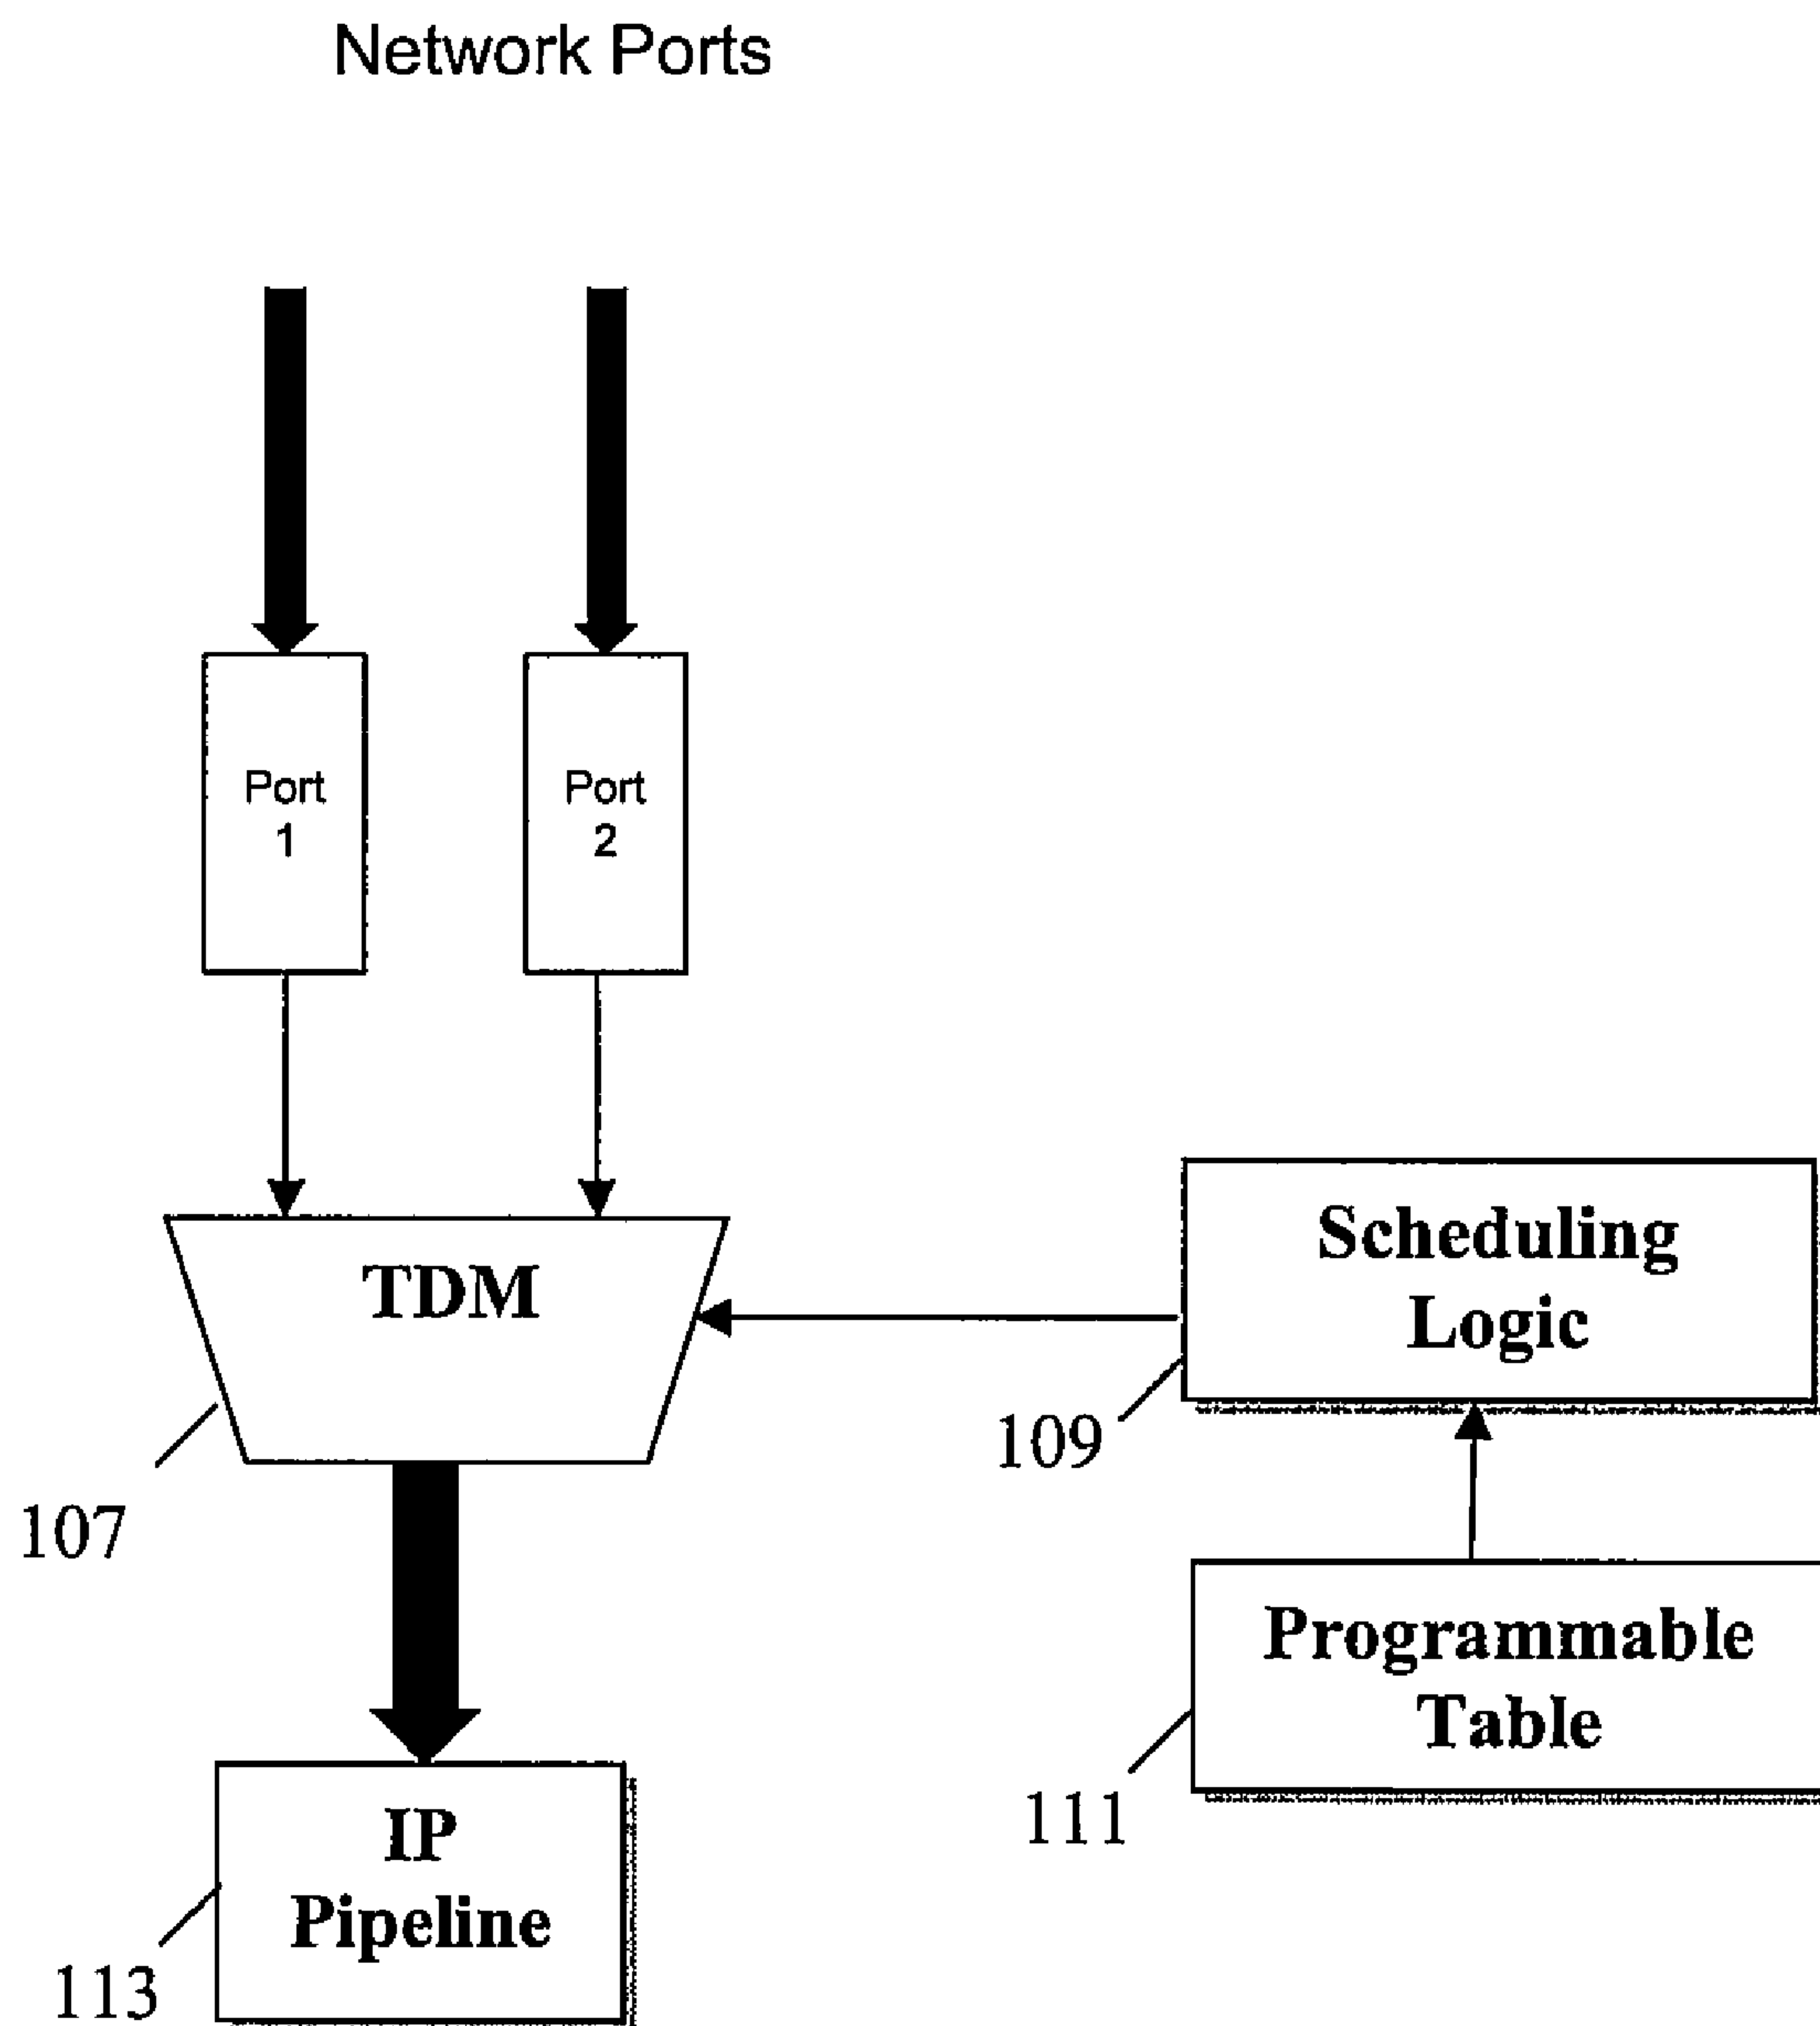 Network Ports
Port
1
Port
2
TDM
Scheduling
Logic
109
107
Programmable
Table
111
IP
Pipeline
113